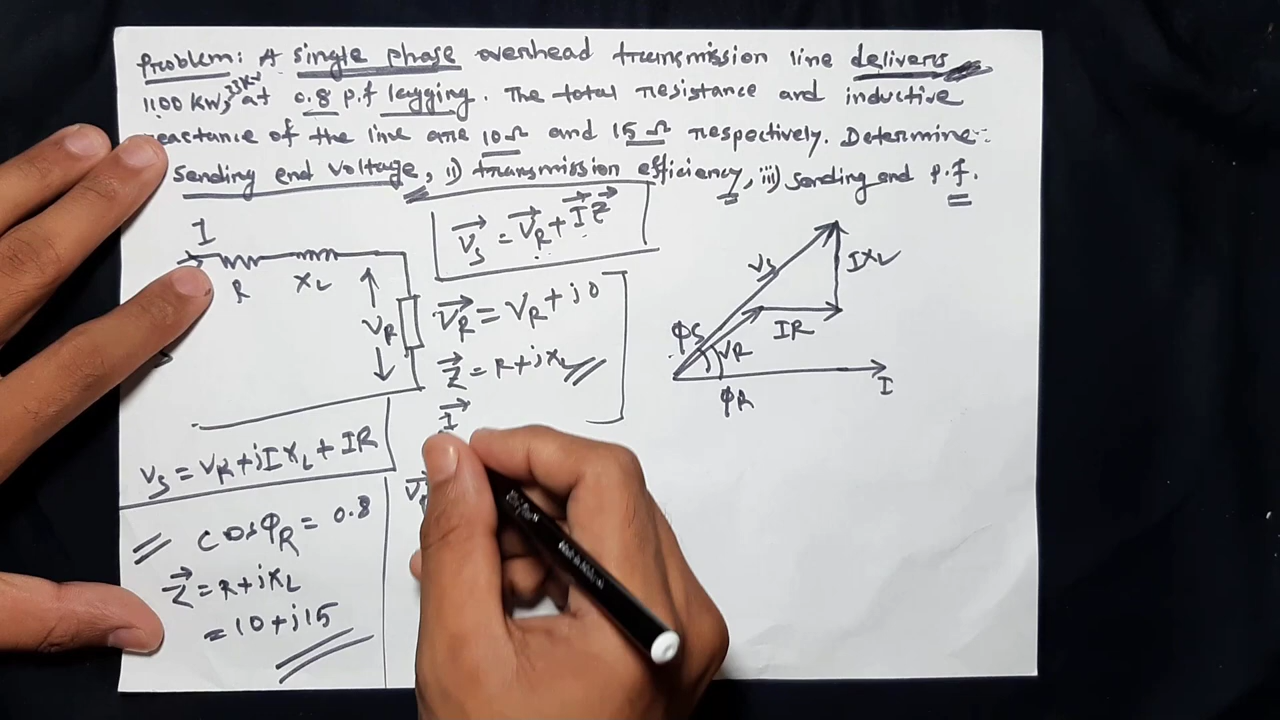 Problem: A single phase overhead transmission line delivers
1100 kW, 33kV at 0.8 p.f lagging. The total resistance and inductive
reactance of the line are 10Ω and 15Ω respectively. Determine:
Sending end voltage, ii) transmission efficiency, iii) Sending end p.f.
I
R XL
VR
Vs = VR + jIXL + IR
cosφR = 0.8
Z = R+jXL
= 10+j15
Vs = VR + I Z
VR = VR + j0
Z = R+jXL
I
Vs
IXL
IR
φs
VR
φR
I